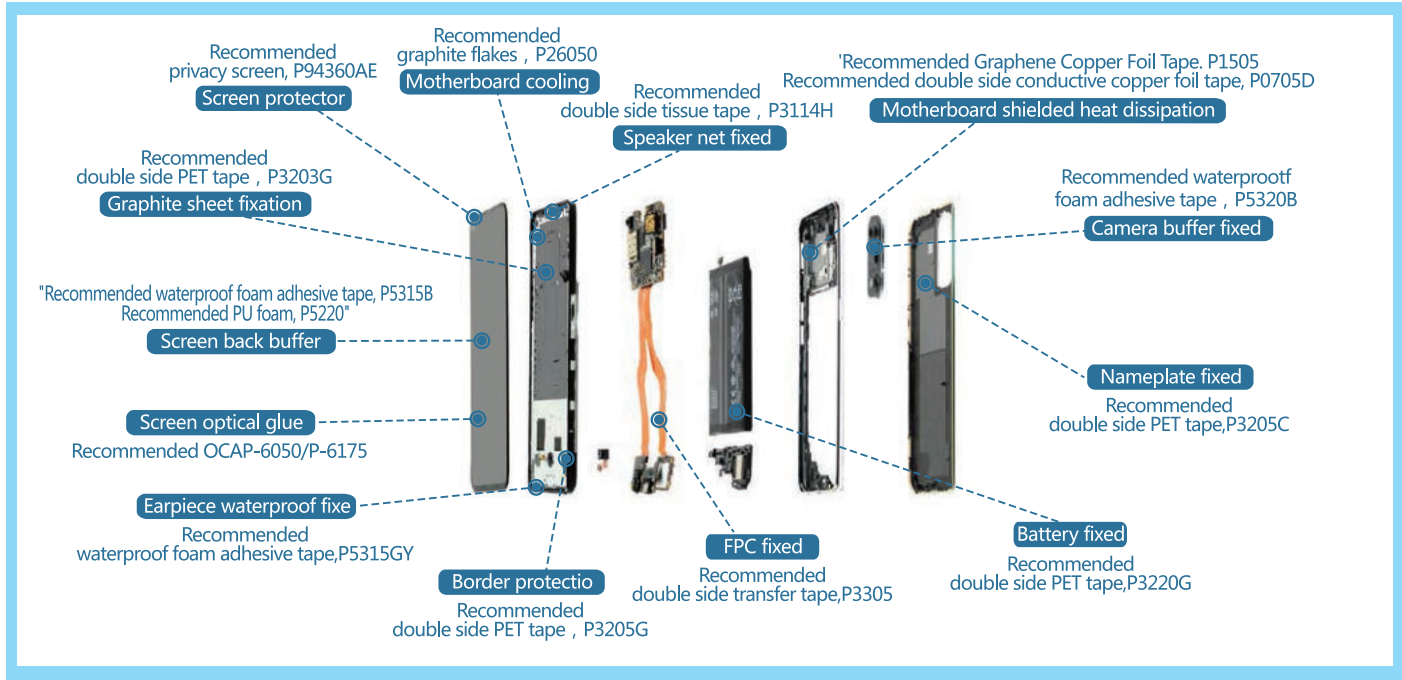 Recommended
privacy screen, P94360AE
Screen protector
Recommended
graphite flakes , P26050
Motherboard cooling
Recommended
double side tissue tape , P3114H
Speaker net fixed
'Recommended Graphene Copper Foil Tape. P1505
Recommended double side conductive copper foil tape, P0705D
Motherboard shielded heat dissipation
Recommended
double side PET tape , P3203G
Graphite sheet fixation
Recommended waterprootf
foam adhesive tape , P5320B
Camera buffer fixed
"Recommended waterproof foam adhesive tape, P5315B
Recommended PU foam, P5220"
Screen back buffer
Nameplate fixed
Recommended
double side PET tape,P3205C
Screen optical glue
Recommended OCAP-6050/P-6175
Earpiece waterproof fixe
Recommended
waterproof foam adhesive tape,P5315GY
Border protectio
Recommended
double side PET tape , P3205G
FPC fixed
Recommended
double side transfer tape,P3305
Battery fixed
Recommended
double side PET tape,P3220G